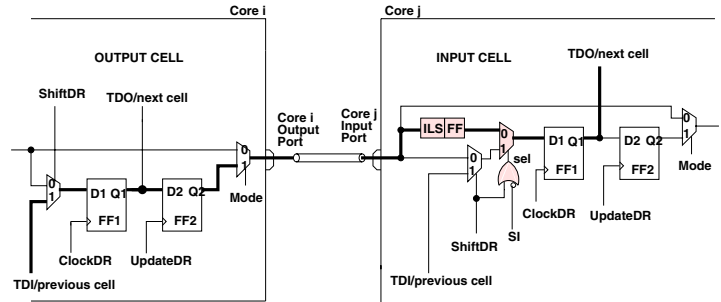 Core i
Core j
OUTPUT CELL
INPUT CELL
TDO/next cell
ShiftDR
TDO/next cell
Core i
Output
Port
Core j
Input
Port
0
1
D1 Q1
FF1
D2 Q2
FF2
0
1
Mode
ClockDR
UpdateDR
TDI/previous cell
ILS FF
0
1
sel
0
1
D1 Q1
FF1
D2 Q2
FF2
0
1
Mode
ClockDR
UpdateDR
SI
ShiftDR
TDI/previous cell